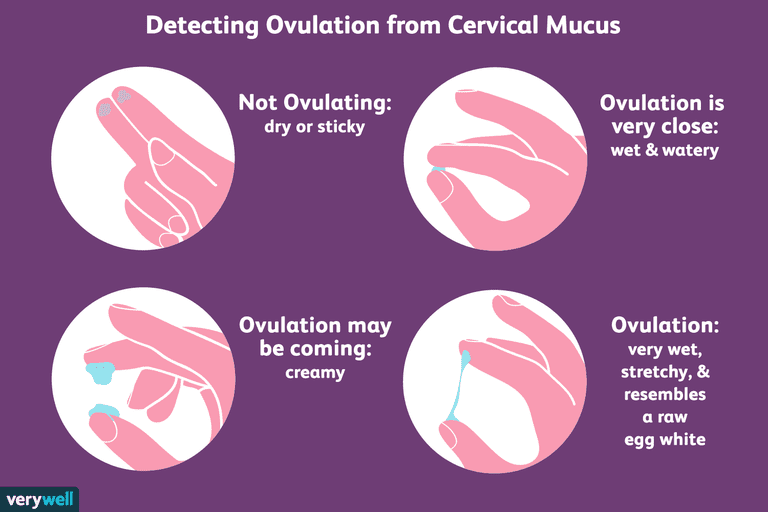 Detecting Ovulation from Cervical Mucus
Not Ovulating:
dry or sticky
Ovulation is
very close:
wet & watery
Ovulation may
be coming:
creamy
Ovulation:
very wet,
stretchy, &
resembles
a raw
egg white
verywell